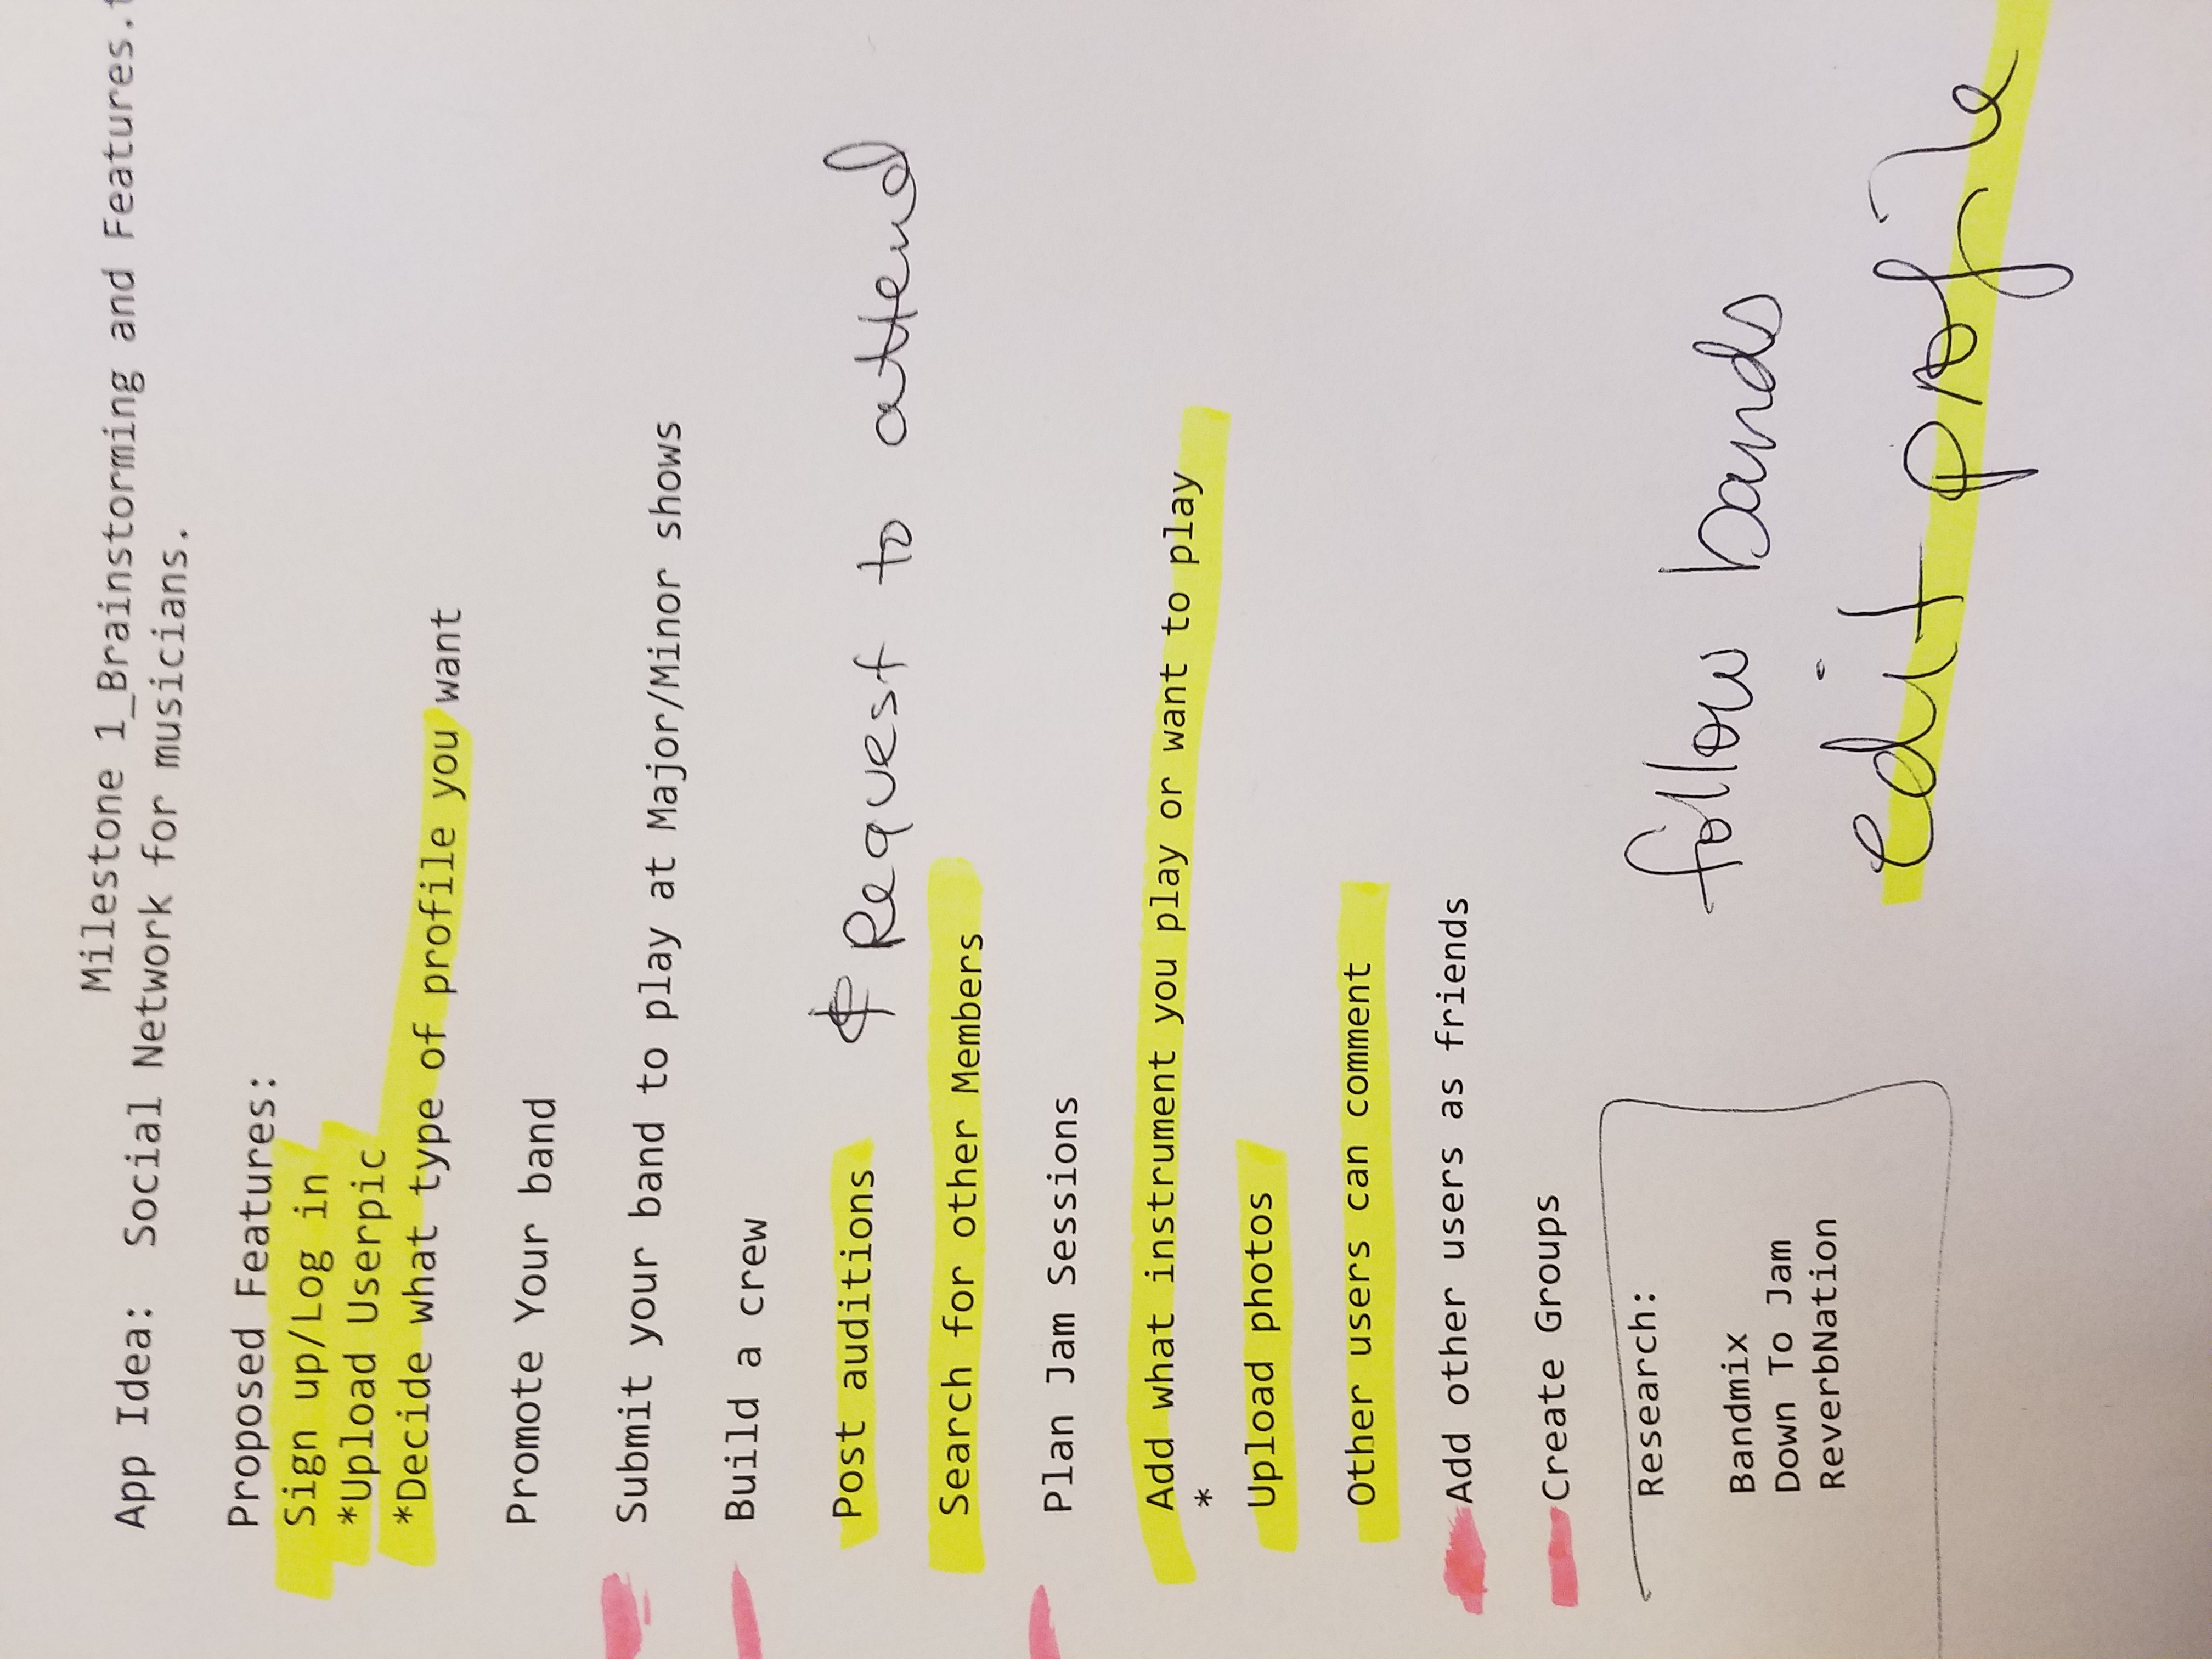 Milestone 1_Brainstorming and Features.t
App Idea:  Social Network for musicians.
Proposed Features:
Sign up/Log in
*Upload Userpic
*Decide what type of profile you want
Promote Your band
Submit your band to play at Major/Minor shows
Build a crew
Post auditions & Request to attend
Search for other Members
Plan Jam Sessions
Add what instrument you play or want to play
*
Upload photos
Other users can comment
Add other users as friends
Create Groups
Research:
Bandmix
Down To Jam
ReverbNation
follow bands
edit profile